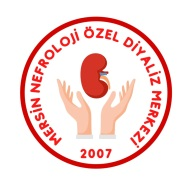 MERSİN NEFROLOJİ ÖZEL DİYALİZ MERKEZİ
2007